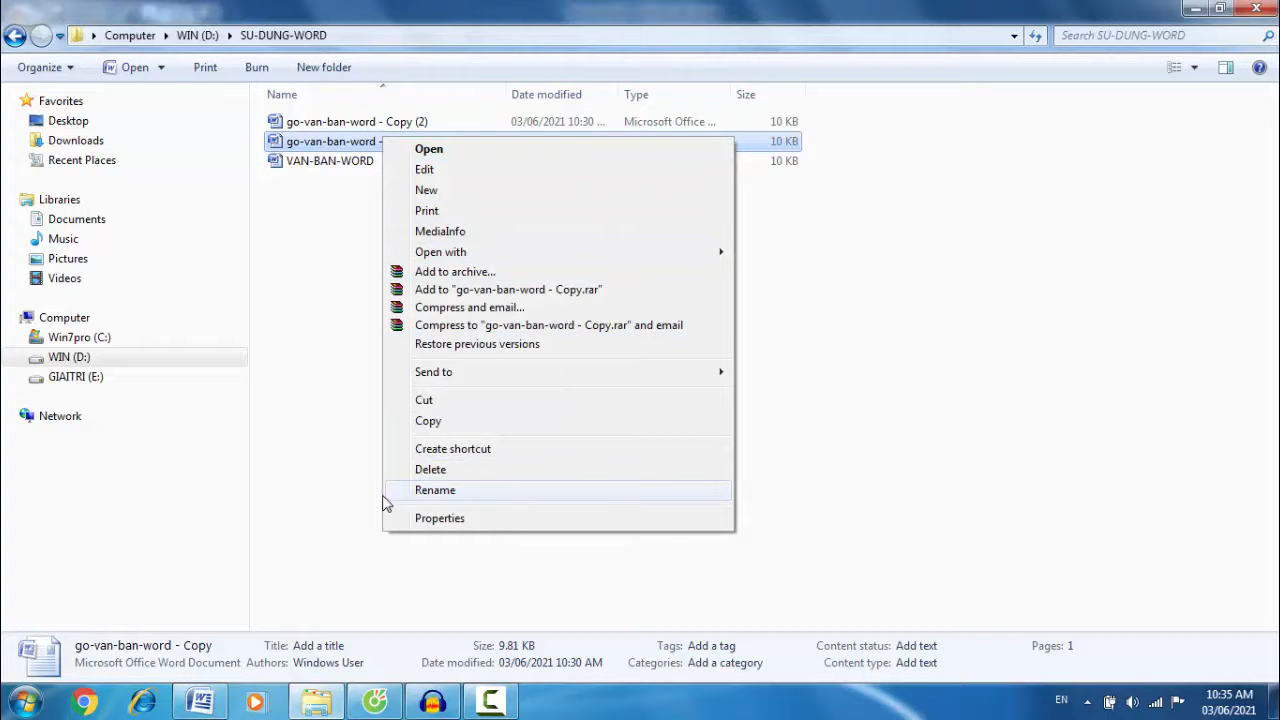 Computer WIN (D:) SU-DUNG-WORD Search SU-DUNG-WORD
Organize Open Print Burn New folder
Name Date modified Type Size
go-van-ban-word - Copy (2) 03/06/2021 10:30 ... Microsoft Office ... 10 KB
go-van-ban-word - 10 KB
VAN-BAN-WORD 10 KB
Favorites
Desktop
Downloads
Recent Places
Libraries
Documents
Music
Pictures
Videos
Computer
Win7pro (C:)
WIN (D:)
GIAITRI (E:)
Network
Open
Edit
New
Print
MediaInfo
Open with
Add to archive...
Add to "go-van-ban-word - Copy.rar"
Compress and email...
Compress to "go-van-ban-word - Copy.rar" and email
Restore previous versions
Send to
Cut
Copy
Create shortcut
Delete
Rename
Properties
go-van-ban-word - Copy Title: Add a title Size: 9.81 KB Tags: Add a tag Content status: Add text Pages: 1
Microsoft Office Word Document Authors: Windows User Date modified: 03/06/2021 10:30 AM Categories: Add a category Content type: Add text
EN 10:35 AM
03/06/2021